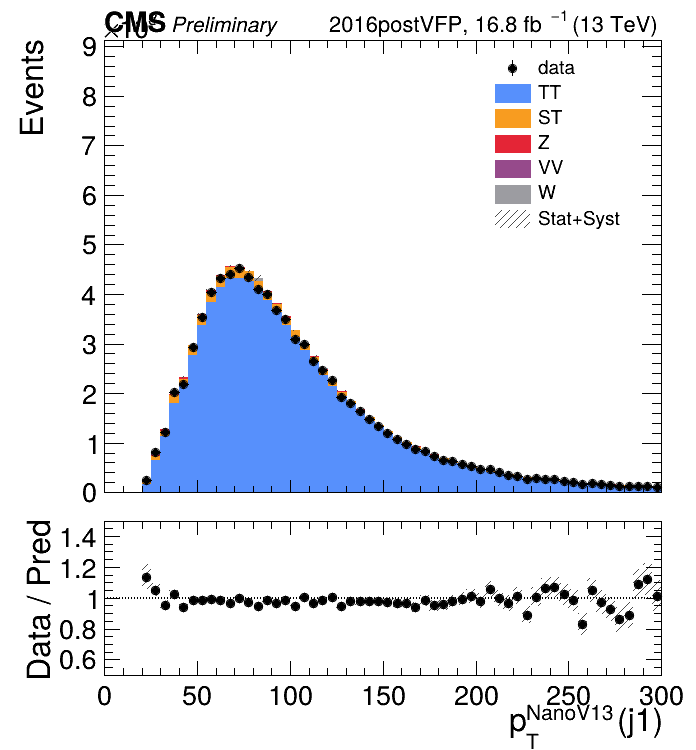 CMS Preliminary 2016postVFP, 16.8 fb⁻¹ (13 TeV)
Events
9
8
7
6
5
4
3
2
1
0
data
TT
ST
Z
VV
W
Stat+Syst
Data / Pred
1.4
1.2
1
0.8
0.6
0 50 100 150 200 250 300
p_T^NanoV13 (j1)